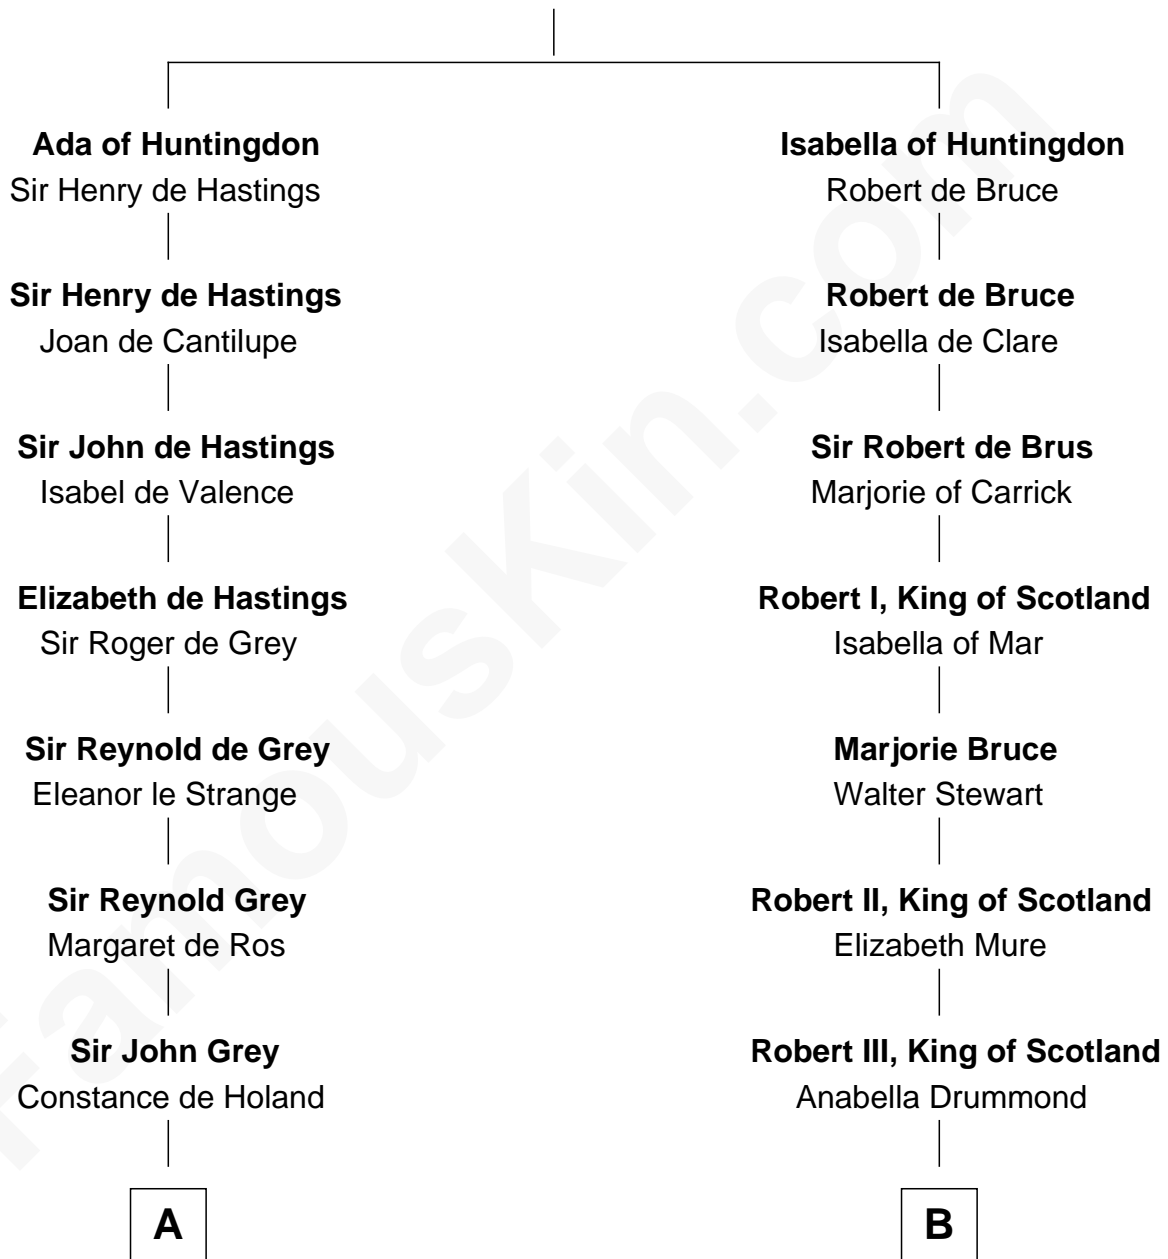 Ada of Huntingdon
Sir Henry de Hastings
Sir Henry de Hastings
Joan de Cantilupe
Sir John de Hastings
Isabel de Valence
Elizabeth de Hastings
Sir Roger de Grey
Sir Reynold de Grey
Eleanor le Strange
Sir Reynold Grey
Margaret de Ros
Sir John Grey
Constance de Holand
A
Isabella of Huntingdon
Robert de Bruce
Robert de Bruce
Isabella de Clare
Sir Robert de Brus
Marjorie of Carrick
Robert I, King of Scotland
Isabella of Mar
Marjorie Bruce
Walter Stewart
Robert II, King of Scotland
Elizabeth Mure
Robert III, King of Scotland
Anabella Drummond
B
FamousKin.com